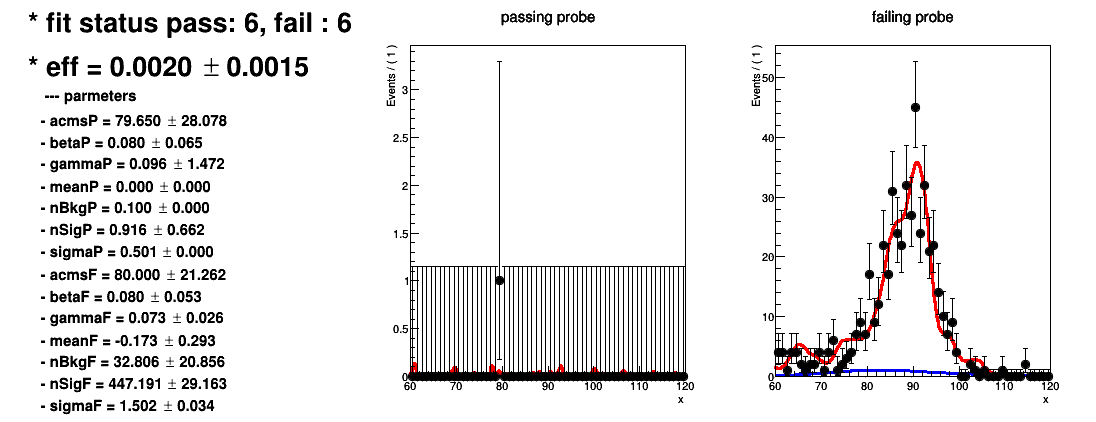 * fit status pass: 6, fail : 6
* eff = 0.0020 ± 0.0015
--- parmeters
- acmsP = 79.650 ± 28.078
- betaP = 0.080 ± 0.065
- gammaP = 0.096 ± 1.472
- meanP = 0.000 ± 0.000
- nBkgP = 0.100 ± 0.000
- nSigP = 0.916 ± 0.662
- sigmaP = 0.501 ± 0.000
- acmsF = 80.000 ± 21.262
- betaF = 0.080 ± 0.053
- gammaF = 0.073 ± 0.026
- meanF = -0.173 ± 0.293
- nBkgF = 32.806 ± 20.856
- nSigF = 447.191 ± 29.163
- sigmaF = 1.502 ± 0.034
passing probe
Events / ( 1 )
3
2.5
2
1.5
1
0.5
0
60 70 80 90 100 110 120
x
failing probe
Events / ( 1 )
50
40
30
20
10
0
60 70 80 90 100 110 120
x